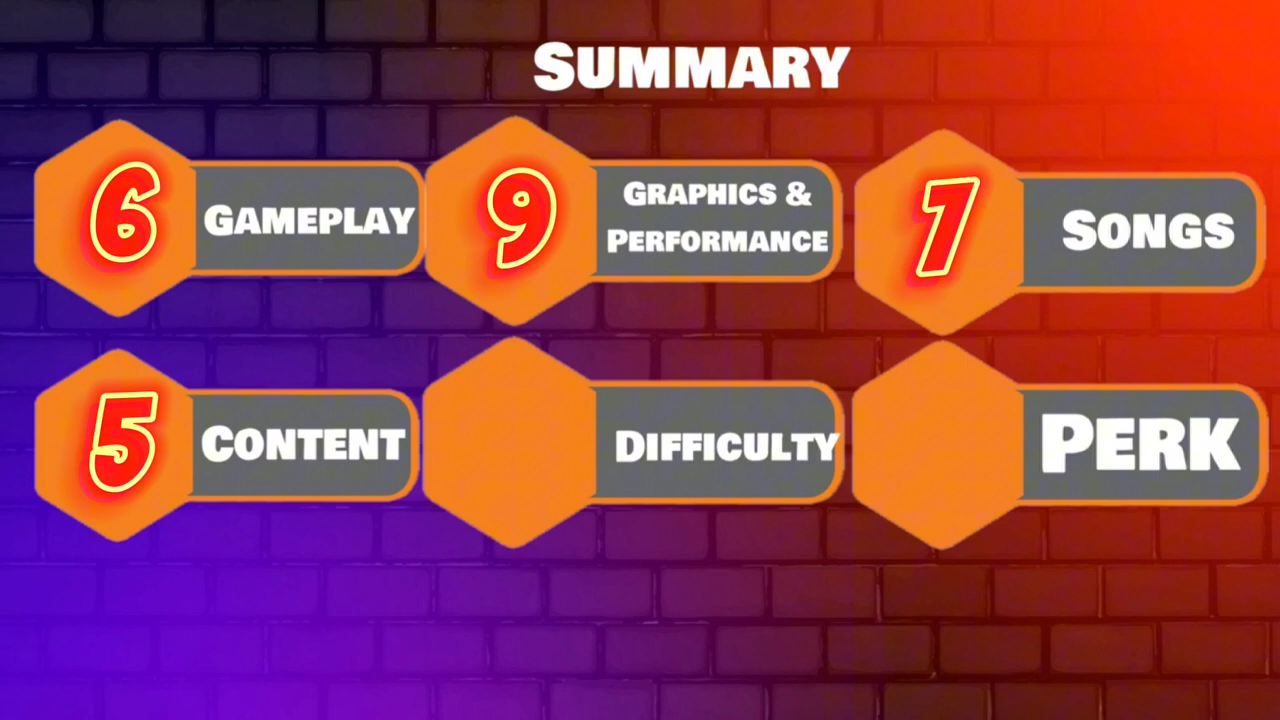 Summary
6 Gameplay
9 Graphics &
Performance
7 Songs
5 Content
Difficulty
Perk